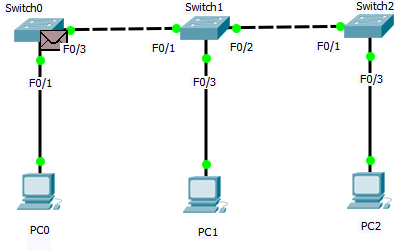 Switch0
Switch1
Switch2
F0/3
F0/1
F0/2
F0/1
F0/1
F0/3
F0/3
PC0
PC1
PC2